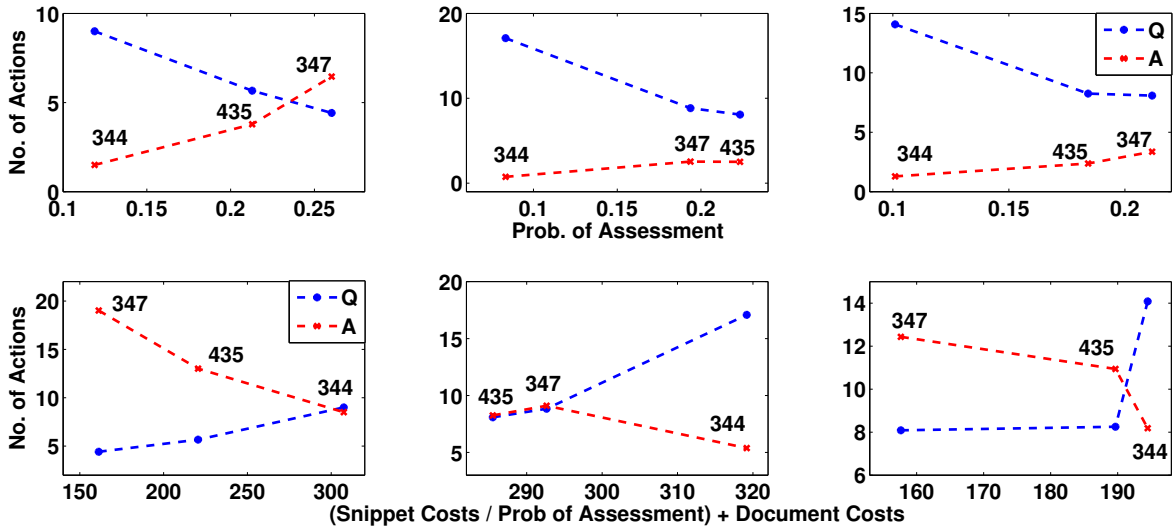 10 20 15
No. of Actions
347
435
344
5 10 10
347 435
344
435
347
344
5
0 0 0
0.1 0.15 0.2 0.25 0.1 0.15 0.2 0.1 0.15 0.2
Q
A
Prob. of Assessment
20 20 14
No. of Actions
15 15 12
10 10 10
5 5 8
6
347
435
344
Q
A
435 347
344
347
435
344
150 200 250 300 290 300 310 320 160 170 180 190
(Snippet Costs / Prob of Assessment) + Document Costs